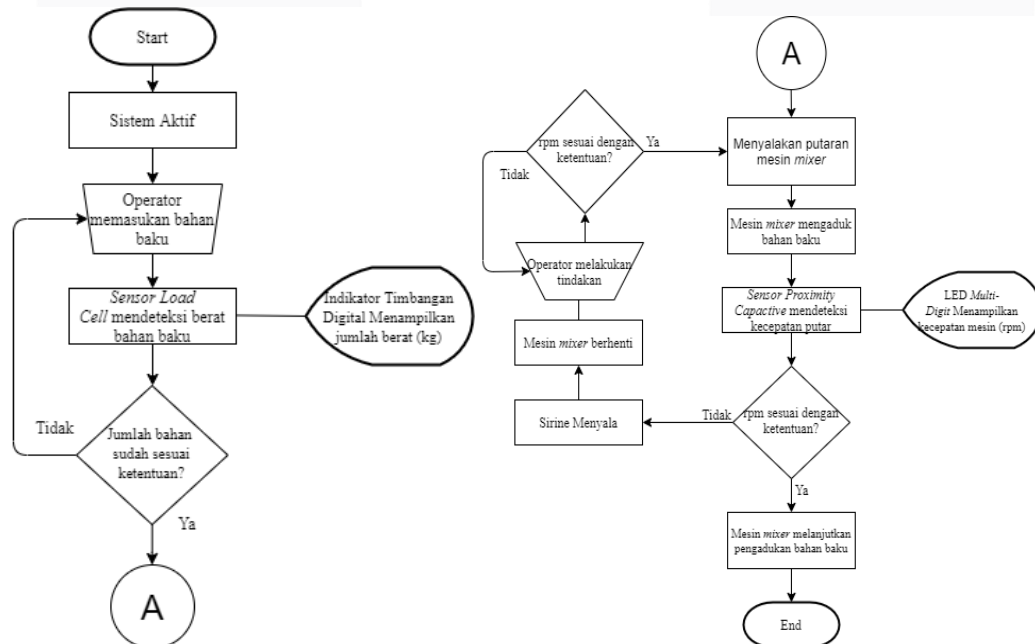 Start
Sistem Aktif
Operator
memasukan bahan
baku
Sensor Load
Cell mendeteksi berat
bahan baku
Indikator Timbangan
Digital Menampilkan
jumlah berat (kg)
Jumlah bahan
sudah sesuai
ketentuan?
Tidak
Ya
A
A
Menyalakan putaran
mesin mixer
Mesin mixer mengaduk
bahan baku
Sensor Proximity
Capactive mendeteksi
kecepatan putar
LED Multi-
Digit Menampilkan
kecepatan mesin (rpm)
rpm sesuai dengan
ketentuan?
Tidak
Ya
Sirine Menyala
Mesin mixer berhenti
Operator melakukan
tindakan
rpm sesuai dengan
ketentuan?
Ya
Tidak
Mesin mixer melanjutkan
pengadukan bahan baku
End